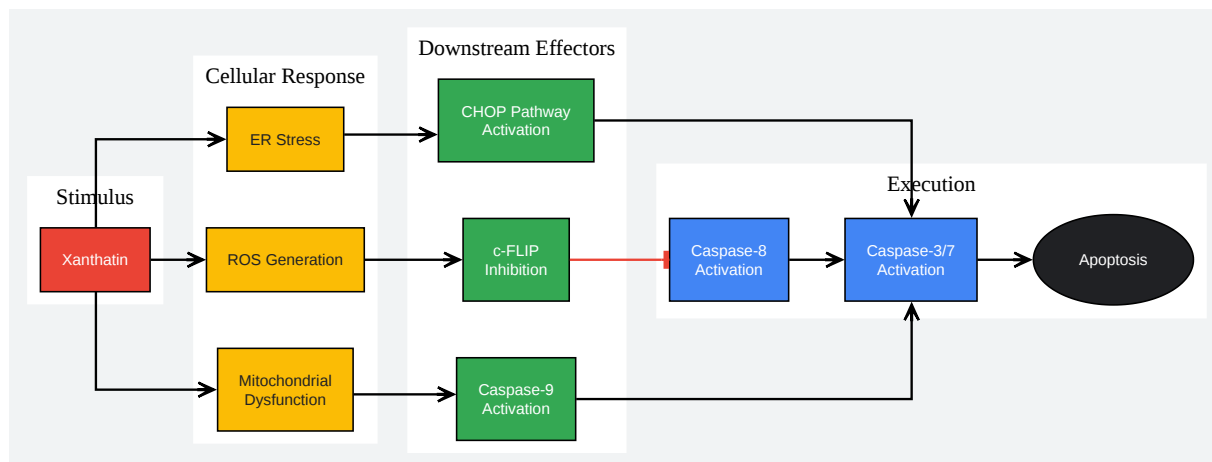 Downstream Effectors
Cellular Response
CHOP Pathway
Activation
ER Stress
Execution
Stimulus
Xanthatin
ROS Generation
c-FLIP
Inhibition
Caspase-8
Activation
Caspase-3/7
Activation
Apoptosis
Mitochondrial
Dysfunction
Caspase-9
Activation